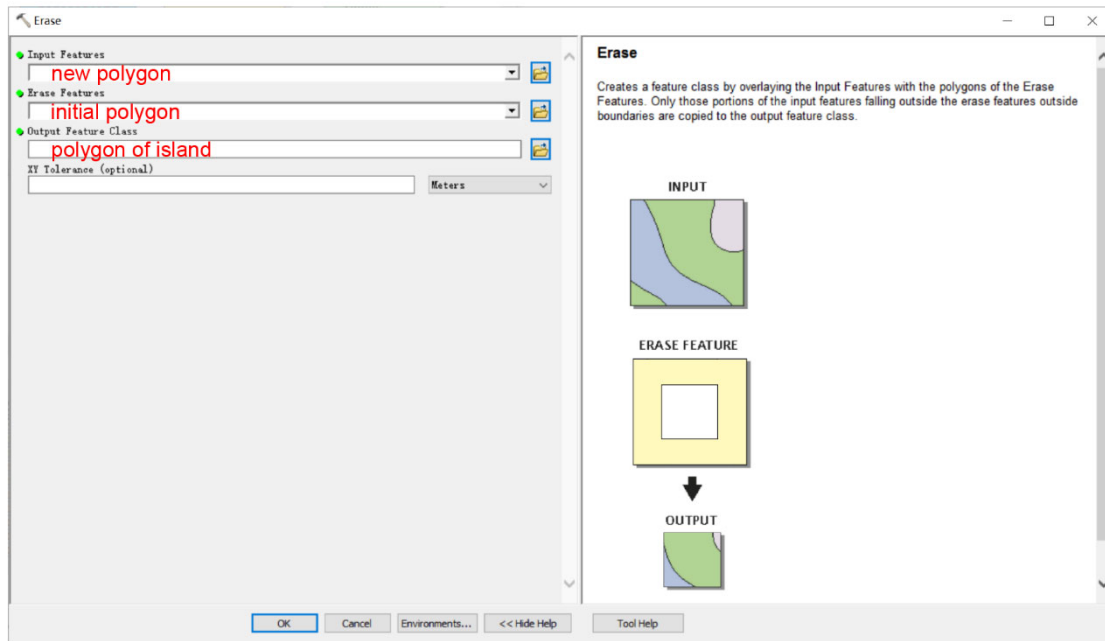 Erase
Input Features
new polygon
Erase Features
initial polygon
Output Feature Class
polygon of island
XY Tolerance (optional)
Meters
Erase
Creates a feature class by overlaying the Input Features with the polygons of the Erase
Features. Only those portions of the input features falling outside the erase features outside
boundaries are copied to the output feature class.
INPUT
ERASE FEATURE
OUTPUT
OK
Cancel
Environments...
<< Hide Help
Tool Help